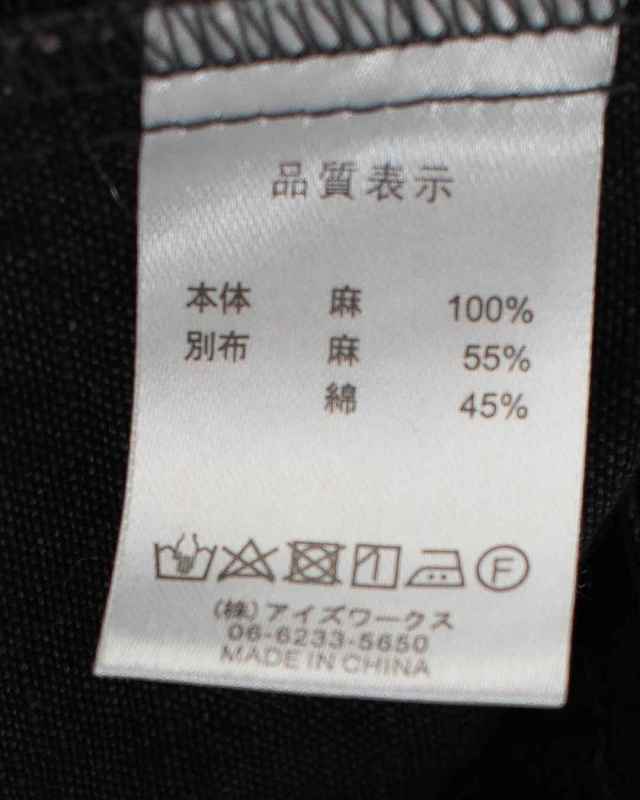 品質表示
本体 麻 100%
別布 麻 55%
綿 45%
F
(株)アイズワークス
06-6233-5650
MADE IN CHINA